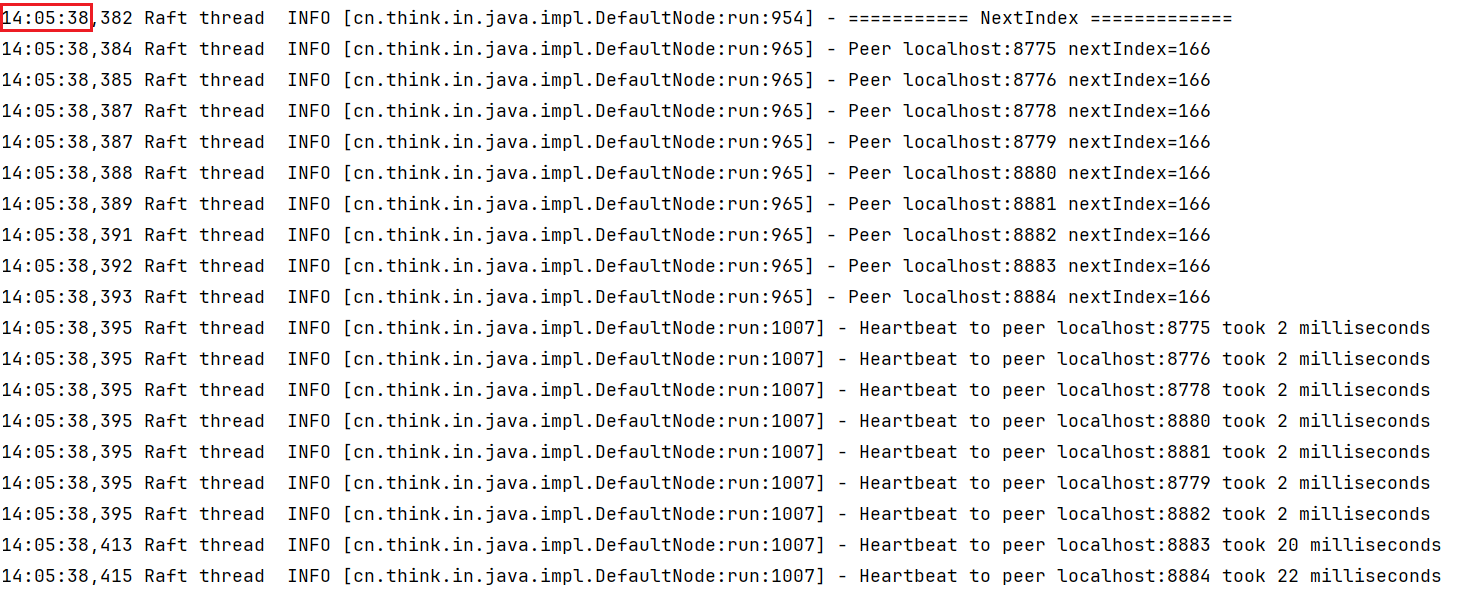 14:05:38,382 Raft thread  INFO [cn.think.in.java.impl.DefaultNode:run:954] - =========== NextIndex =============
14:05:38,384 Raft thread  INFO [cn.think.in.java.impl.DefaultNode:run:965] - Peer localhost:8775 nextIndex=166
14:05:38,385 Raft thread  INFO [cn.think.in.java.impl.DefaultNode:run:965] - Peer localhost:8776 nextIndex=166
14:05:38,387 Raft thread  INFO [cn.think.in.java.impl.DefaultNode:run:965] - Peer localhost:8778 nextIndex=166
14:05:38,387 Raft thread  INFO [cn.think.in.java.impl.DefaultNode:run:965] - Peer localhost:8779 nextIndex=166
14:05:38,388 Raft thread  INFO [cn.think.in.java.impl.DefaultNode:run:965] - Peer localhost:8880 nextIndex=166
14:05:38,389 Raft thread  INFO [cn.think.in.java.impl.DefaultNode:run:965] - Peer localhost:8881 nextIndex=166
14:05:38,391 Raft thread  INFO [cn.think.in.java.impl.DefaultNode:run:965] - Peer localhost:8882 nextIndex=166
14:05:38,392 Raft thread  INFO [cn.think.in.java.impl.DefaultNode:run:965] - Peer localhost:8883 nextIndex=166
14:05:38,393 Raft thread  INFO [cn.think.in.java.impl.DefaultNode:run:965] - Peer localhost:8884 nextIndex=166
14:05:38,395 Raft thread  INFO [cn.think.in.java.impl.DefaultNode:run:1007] - Heartbeat to peer localhost:8775 took 2 milliseconds
14:05:38,395 Raft thread  INFO [cn.think.in.java.impl.DefaultNode:run:1007] - Heartbeat to peer localhost:8776 took 2 milliseconds
14:05:38,395 Raft thread  INFO [cn.think.in.java.impl.DefaultNode:run:1007] - Heartbeat to peer localhost:8778 took 2 milliseconds
14:05:38,395 Raft thread  INFO [cn.think.in.java.impl.DefaultNode:run:1007] - Heartbeat to peer localhost:8880 took 2 milliseconds
14:05:38,395 Raft thread  INFO [cn.think.in.java.impl.DefaultNode:run:1007] - Heartbeat to peer localhost:8881 took 2 milliseconds
14:05:38,395 Raft thread  INFO [cn.think.in.java.impl.DefaultNode:run:1007] - Heartbeat to peer localhost:8779 took 2 milliseconds
14:05:38,395 Raft thread  INFO [cn.think.in.java.impl.DefaultNode:run:1007] - Heartbeat to peer localhost:8882 took 2 milliseconds
14:05:38,413 Raft thread  INFO [cn.think.in.java.impl.DefaultNode:run:1007] - Heartbeat to peer localhost:8883 took 20 milliseconds
14:05:38,415 Raft thread  INFO [cn.think.in.java.impl.DefaultNode:run:1007] - Heartbeat to peer localhost:8884 took 22 milliseconds